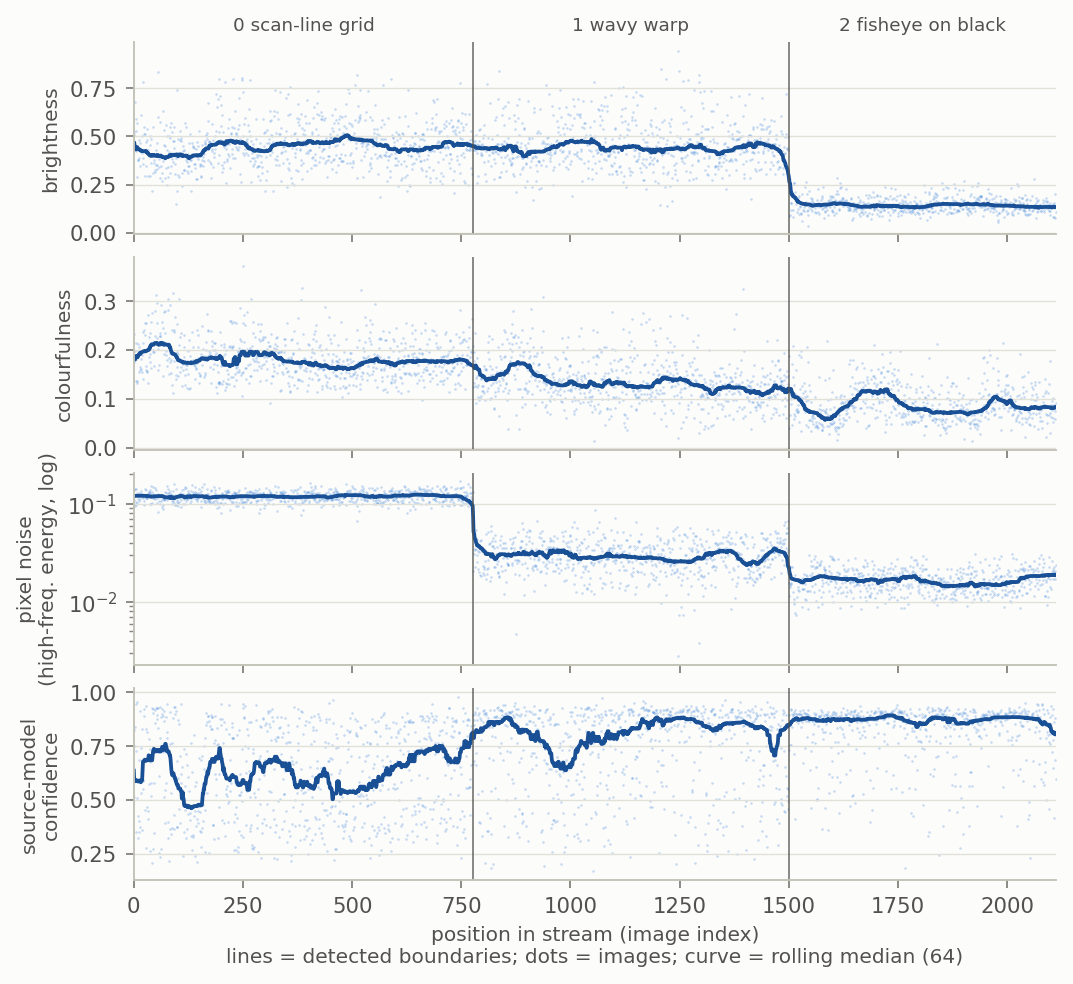 0 scan-line grid
1 wavy warp
2 fisheye on black
brightness
0.75
0.50
0.25
0.00
colourfulness
0.3
0.2
0.1
0.0
pixel noise
(high-freq. energy, log)
10⁻¹
10⁻²
source-model
confidence
1.00
0.75
0.50
0.25
0 250 500 750 1000 1250 1500 1750 2000
position in stream (image index)
lines = detected boundaries; dots = images; curve = rolling median (64)